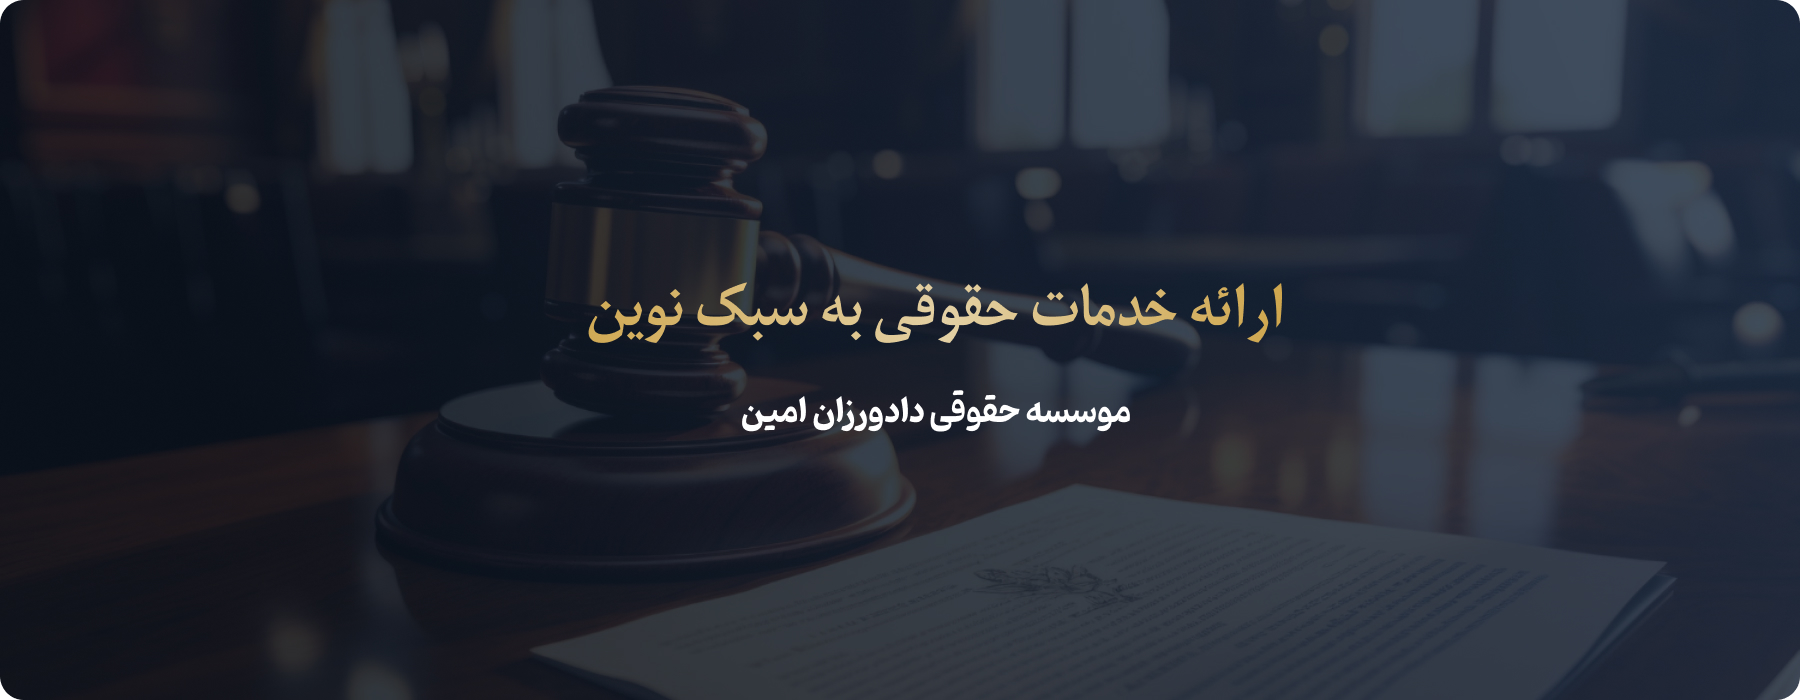 ارائه خدمات حقوقی به سبک نوین
موسسه حقوقی دادورزان امین